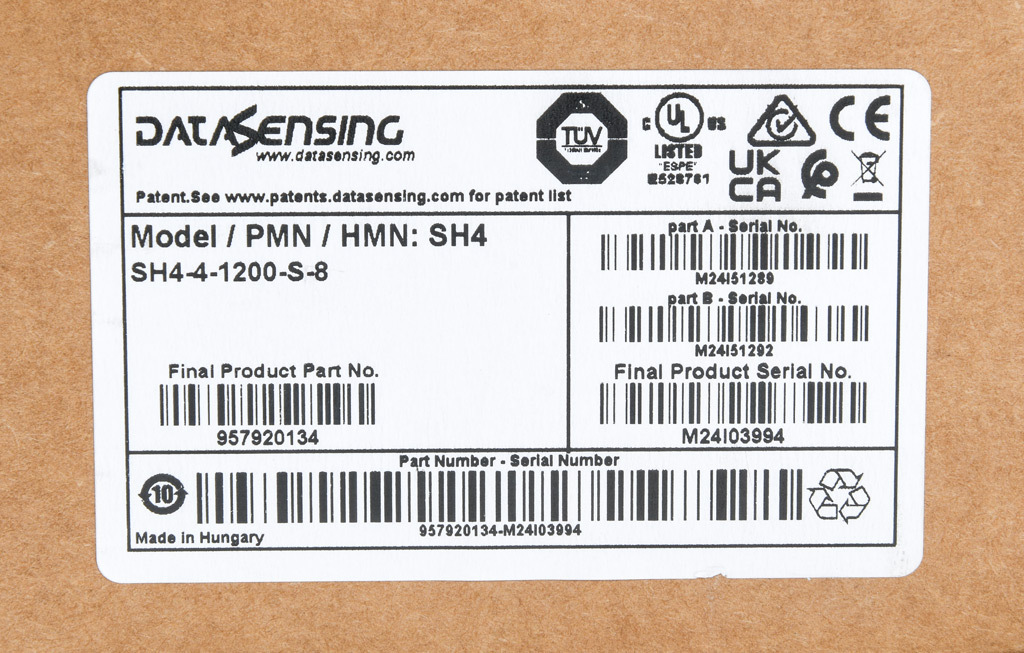 DATASENSING
www.datasensing.com
Patent.See www.patents.datasensing.com for patent list
TÜV
C UL US
LISTED
"ESPE"
E528761
CE
UK
CA
Model / PMN / HMN: SH4
SH4-4-1200-S-8
Final Product Part No.
957920134
part A - Serial No.
M24I51289
part B - Serial No.
M24I51292
Final Product Serial No.
M24I03994
Part Number - Serial Number
10
957920134-M24I03994
Made in Hungary